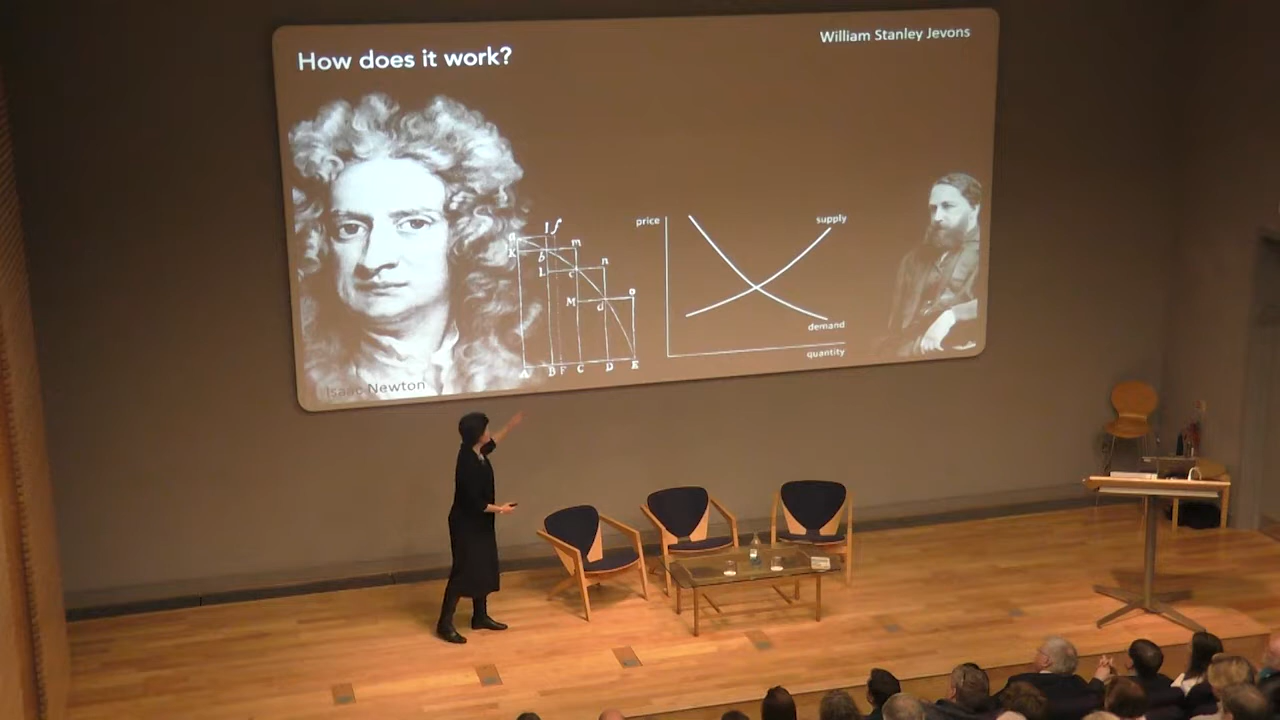 How does it work?
William Stanley Jevons
Isaac Newton
a
l f
m
K
b
n
L
c
M
d
o
A B F C D E
price
supply
demand
quantity